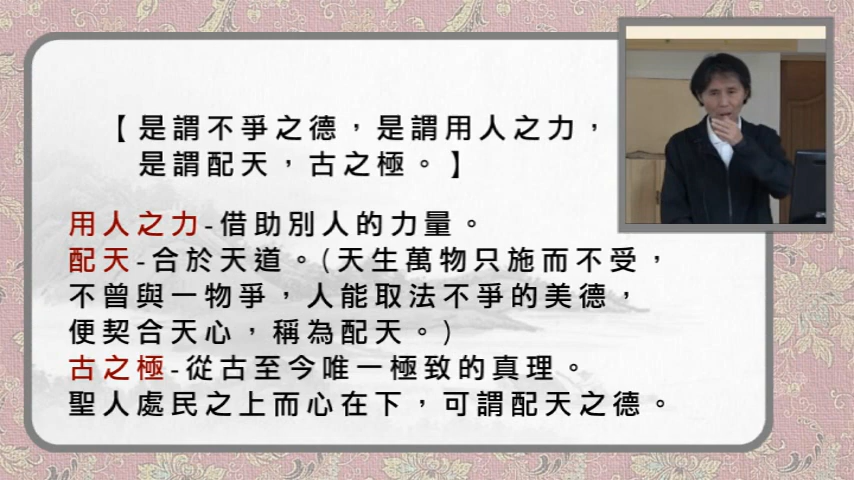 【是謂不爭之德，是謂用人之力，
是謂配天，古之極。】
用人之力-借助別人的力量。
配天-合於天道。(天生萬物只施而不受，
不曾與一物爭，人能取法不爭的美德，
便契合天心，稱為配天。)
古之極-從古至今唯一極致的真理。
聖人處民之上而心在下，可謂配天之德。